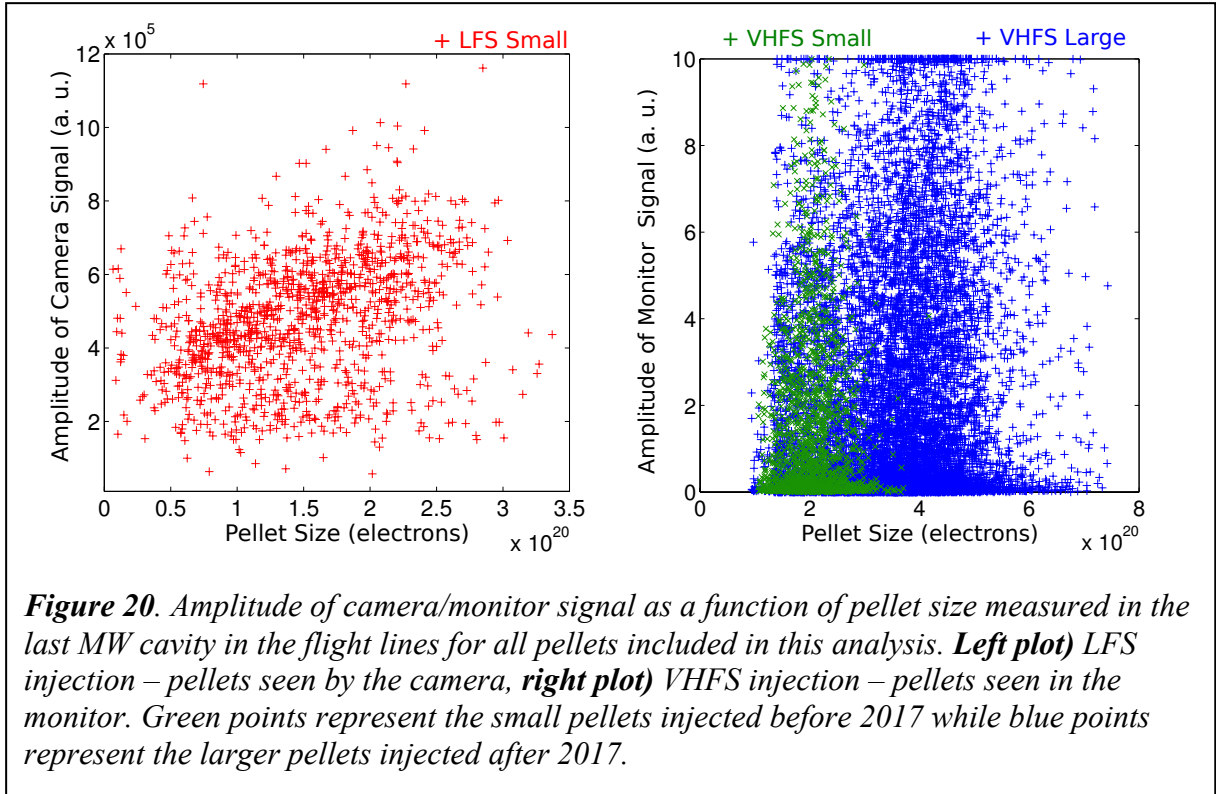 + LFS Small
x 10⁵
12
10
8
6
4
2
Amplitude of Camera Signal (a. u.)
0 0.5 1 1.5 2 2.5 3 3.5
Pellet Size (electrons)
x 10²⁰
+ VHFS Small + VHFS Large
10
8
6
4
2
0
Amplitude of Monitor Signal (a. u.)
0 2 4 6 8
Pellet Size (electrons)
x 10²⁰
Figure 20. Amplitude of camera/monitor signal as a function of pellet size measured in the
last MW cavity in the flight lines for all pellets included in this analysis. Left plot) LFS
injection – pellets seen by the camera, right plot) VHFS injection – pellets seen in the
monitor. Green points represent the small pellets injected before 2017 while blue points
represent the larger pellets injected after 2017.